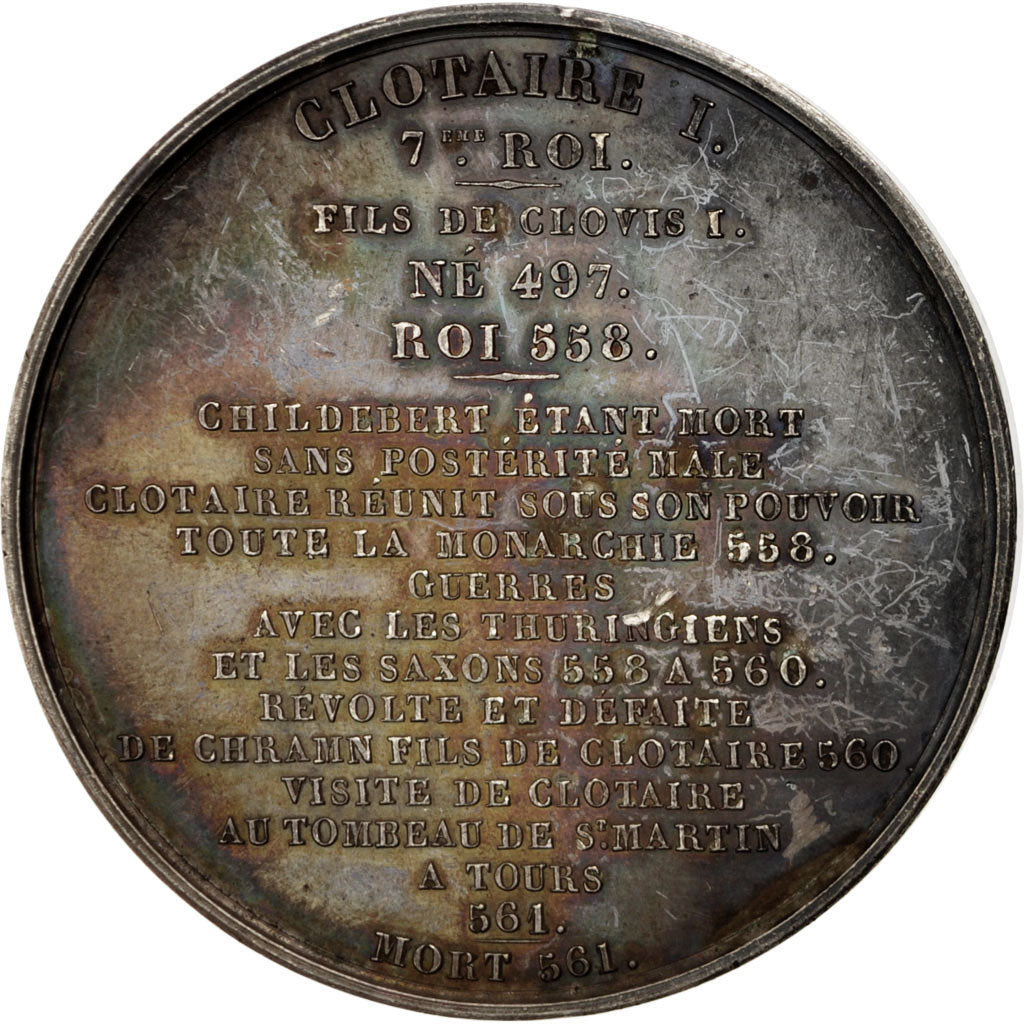 CLOTAIRE I.
7EME. ROI.
FILS DE CLOVIS I.
NÉ 497.
ROI 558.
CHILDEBERT ÉTANT MORT
SANS POSTÉRITÉ MALE
CLOTAIRE RÉUNIT SOUS SON POUVOIR
TOUTE LA MONARCHIE 558.
GUERRES
AVEC LES THURINGIENS
ET LES SAXONS 558 A 560.
RÉVOLTE ET DÉFAITE
DE CHRAMN FILS DE CLOTAIRE 560
VISITE DE CLOTAIRE
AU TOMBEAU DE ST. MARTIN
A TOURS
561.
MORT 561.